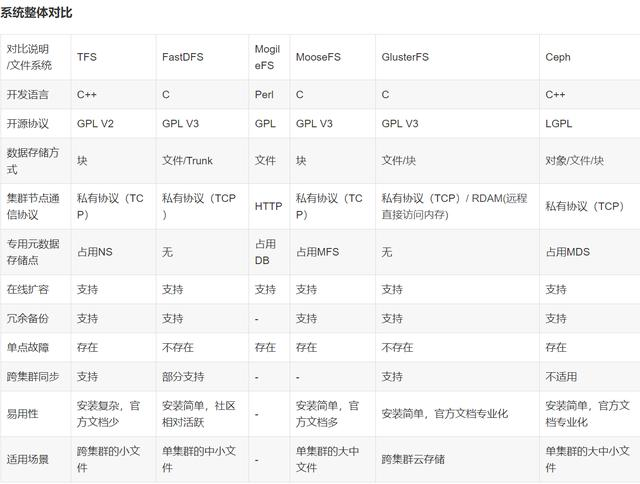 系统整体对比
对比说明/文件系统 TFS FastDFS MogileFS MooseFS GlusterFS Ceph
开发语言 C++ C Perl C C C++
开源协议 GPL V2 GPL V3 GPL GPL V3 GPL V3 LGPL
数据存储方式 块 文件/Trunk 文件 块 文件/块 对象/文件/块
集群节点通信协议 私有协议（TCP） 私有协议（TCP） HTTP 私有协议（TCP） 私有协议（TCP）/ RDAM(远程直接访问内存) 私有协议（TCP）
专用元数据存储点 占用NS 无 占用DB 占用MFS 无 占用MDS
在线扩容 支持 支持 支持 支持 支持 支持
冗余备份 支持 支持 - 支持 支持 支持
单点故障 存在 不存在 存在 存在 不存在 存在
跨集群同步 支持 部分支持 - - 支持 不适用
易用性 安装复杂，官方文档少 安装简单，社区相对活跃 - 安装简单，官方文档多 安装简单，官方文档专业化 安装简单，官方文档专业化
适用场景 跨集群的小文件 单集群的中小文件 - 单集群的大中文件 跨集群云存储 单集群的大中小文件